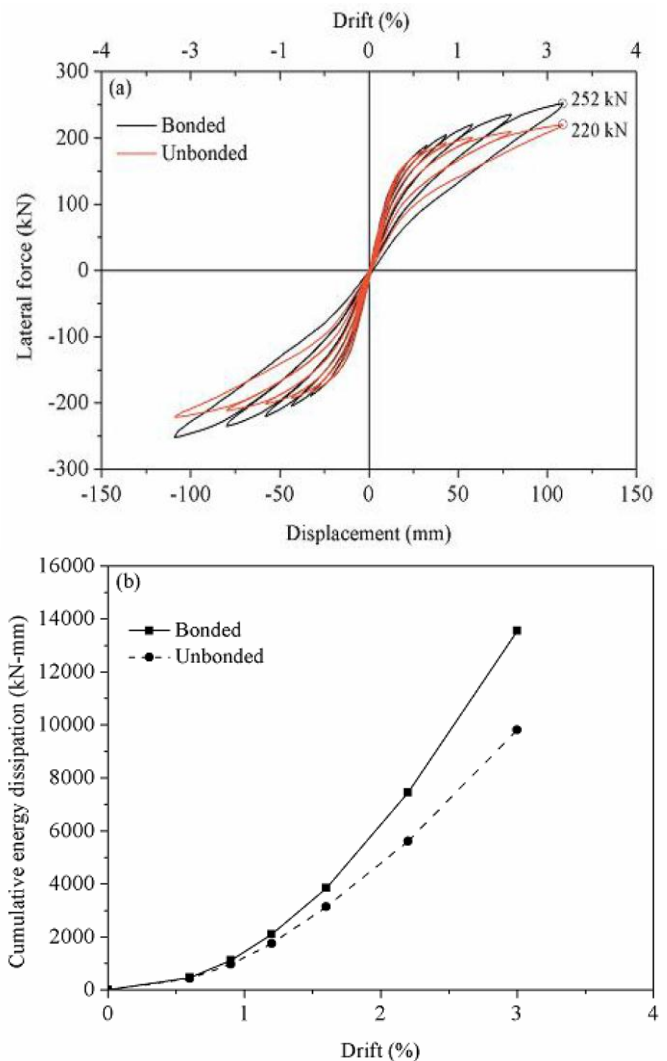 Drift (%)
-4 -3 -2 -1 0 1 2 3 4
300
(a)
252 kN
Bonded
200
220 kN
Unbonded
100
0
-100
-200
-300
Lateral force (kN)
-150 -100 -50 0 50 100 150
Displacement (mm)
16000
(b)
14000
Bonded
Unbonded
12000
10000
8000
6000
4000
2000
0
Cumulative energy dissipation (kN-mm)
0 1 2 3 4
Drift (%)